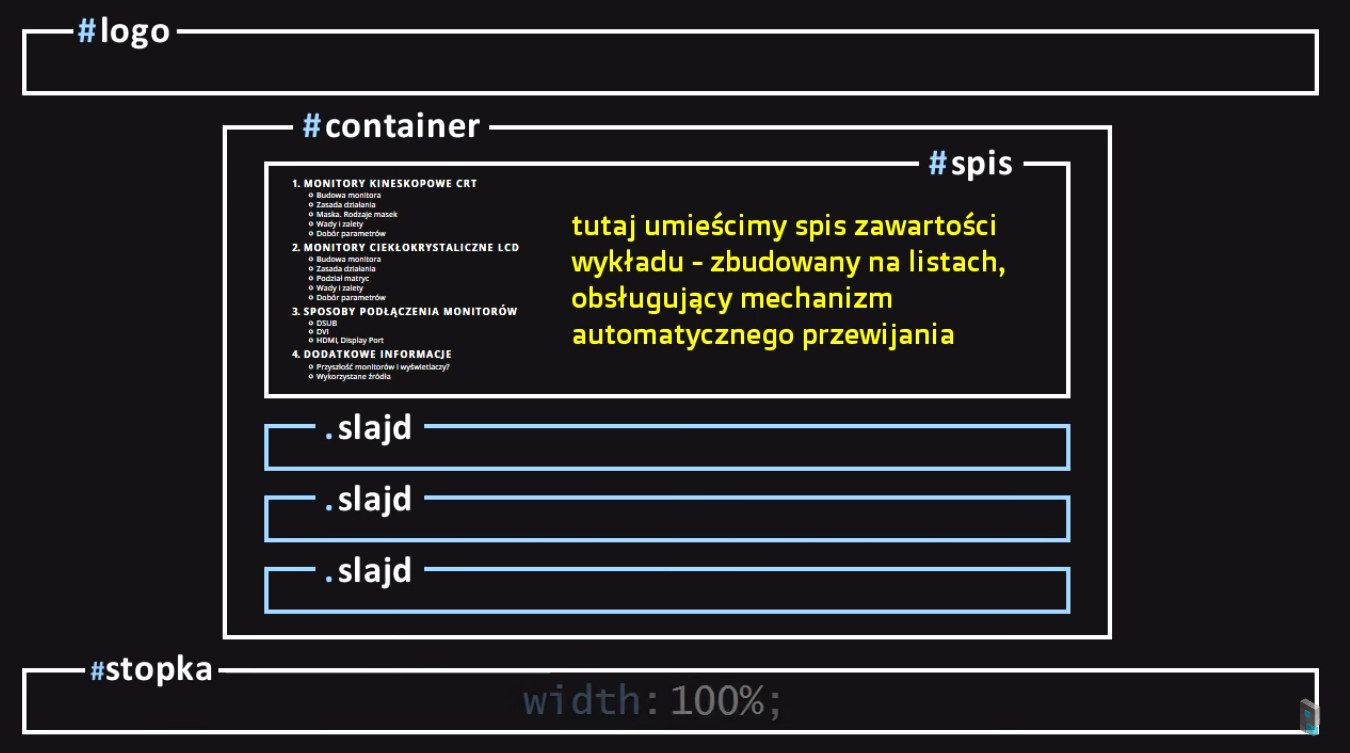 #logo
#container
#spis
1. MONITORY KINESKOPOWE CRT
Budowa monitora
Zasada działania
Maska. Rodzaje masek
Wady i zalety
Dobór parametrów
2. MONITORY CIEKŁOKRYSTALICZNE LCD
Budowa monitora
Zasada działania
Podział matryc
Wady i zalety
Dobór parametrów
3. SPOSOBY PODŁĄCZENIA MONITORÓW
DSUB
DVI
HDMI, Display Port
4. DODATKOWE INFORMACJE
Przyszłość monitorów i wyświetlaczy?
Wykorzystane źródła
tutaj umieścimy spis zawartości
wykładu - zbudowany na listach,
obsługujący mechanizm
automatycznego przewijania
.slajd
.slajd
.slajd
#stopka
width: 100%;